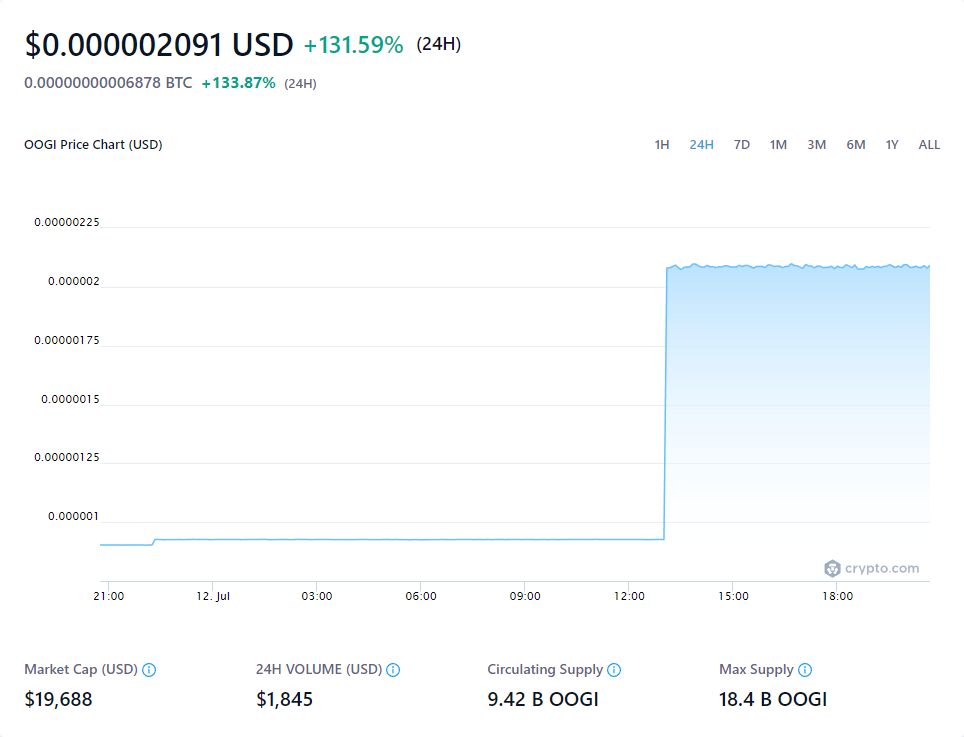 $0.000002091 USD +131.59% (24H)
0.00000000006878 BTC +133.87% (24H)
OOGI Price Chart (USD) 1H 24H 7D 1M 3M 6M 1Y ALL
0.00000225
0.000002
0.00000175
0.0000015
0.00000125
0.000001
crypto.com
21:00 12. Jul 03:00 06:00 09:00 12:00 15:00 18:00
Market Cap (USD) 24H VOLUME (USD) Circulating Supply Max Supply
$19,688 $1,845 9.42 B OOGI 18.4 B OOGI